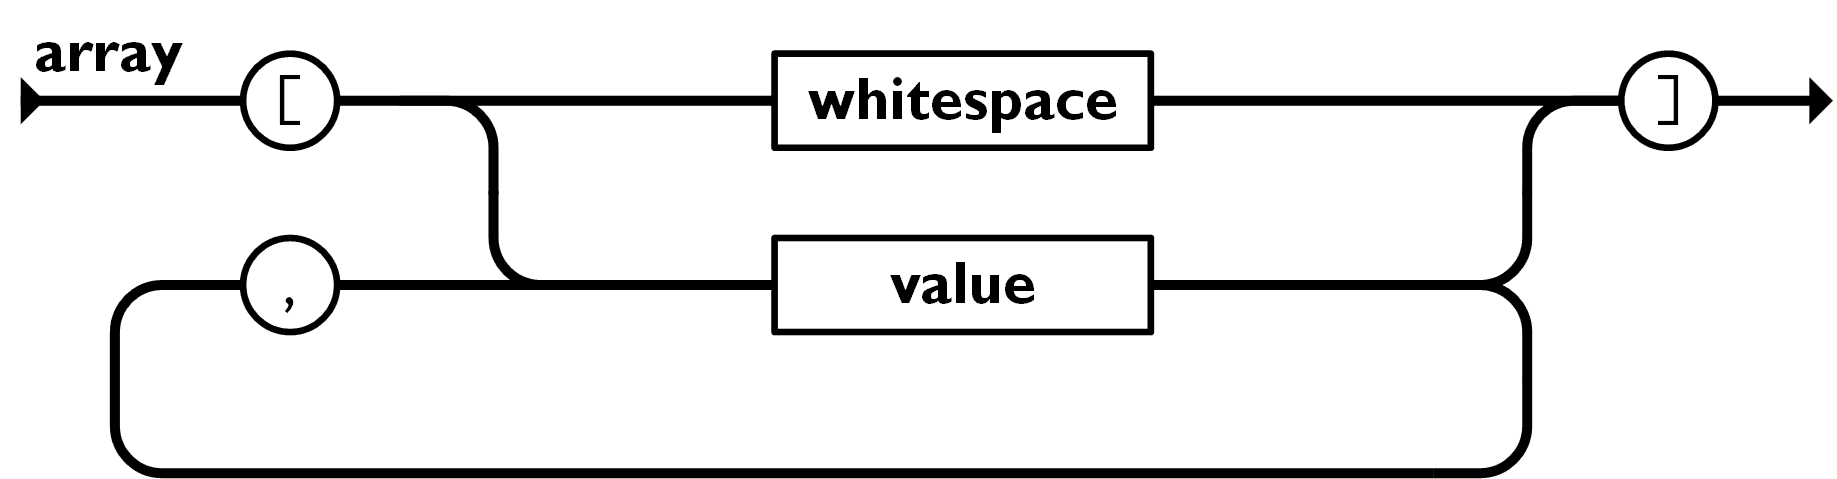 array
[ whitespace ]
, value